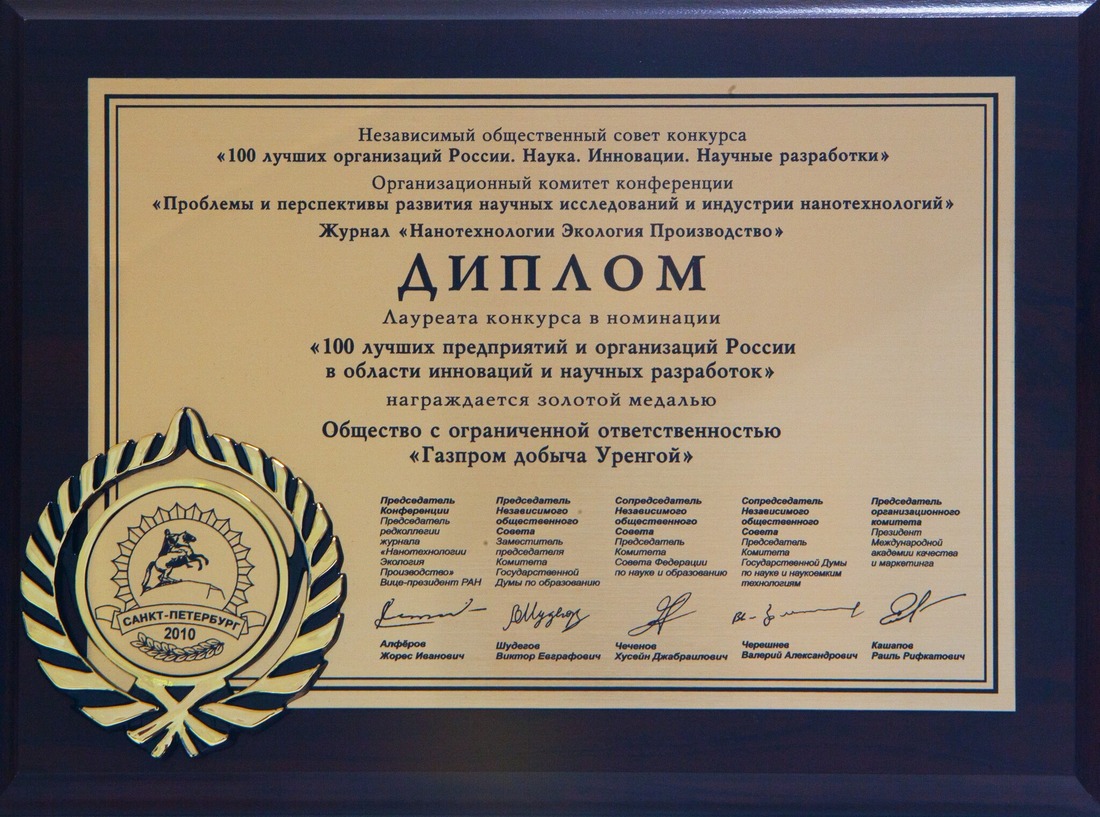 Независимый общественный совет конкурса
«100 лучших организаций России. Наука. Инновации. Научные разработки»
Организационный комитет конференции
«Проблемы и перспективы развития научных исследований и индустрии нанотехнологий»
Журнал «Нанотехнологии Экология Производство»
ДИПЛОМ
Лауреата конкурса в номинации
«100 лучших предприятий и организаций России
в области инноваций и научных разработок»
награждается золотой медалью
Общество с ограниченной ответственностью
«Газпром добыча Уренгой»
Председатель
Конференции
Председатель
редколлегии
журнала
«Нанотехнологии
Экология
Производство»
Вице-президент РАН
Алфёров
Жорес Иванович
Председатель
Независимого
общественного
Совета
Заместитель
председателя
Комитета
Государственной
Думы по образованию
Шудегов
Виктор Евграфович
Сопредседатель
Независимого
общественного
Совета
Председатель
Комитета
Совета Федерации
по науке и образованию
Чеченов
Хусейн Джабраилович
Сопредседатель
Независимого
общественного
Совета
Председатель
Комитета
Государственной Думы
по науке и наукоемким
технологиям
Черешнев
Валерий Александрович
Председатель
организационного
комитета
Президент
Международной
академии качества
и маркетинга
Кашапов
Раиль Рифкатович
САНКТ-ПЕТЕРБУРГ
2010